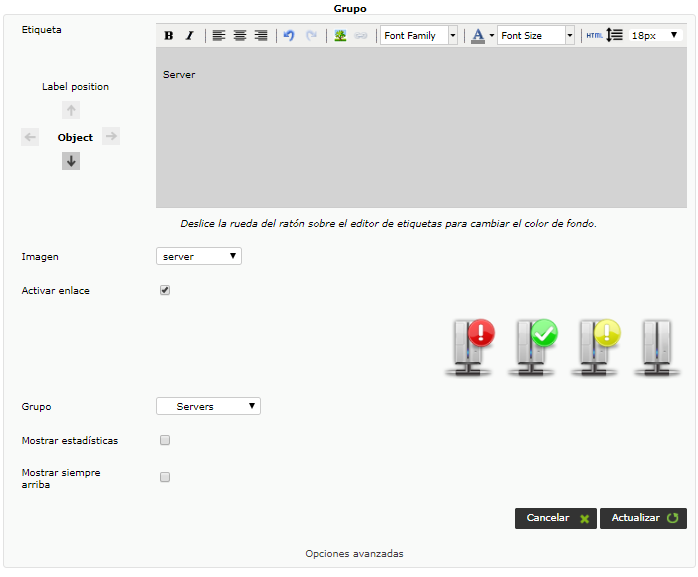 Grupo
Etiqueta
B I Font Family A Font Size HTML 18px
Server
Label position
Object
Deslice la rueda del ratón sobre el editor de etiquetas para cambiar el color de fondo.
Imagen server
Activar enlace
Grupo Servers
Mostrar estadísticas
Mostrar siempre
arriba
Cancelar Actualizar
Opciones avanzadas